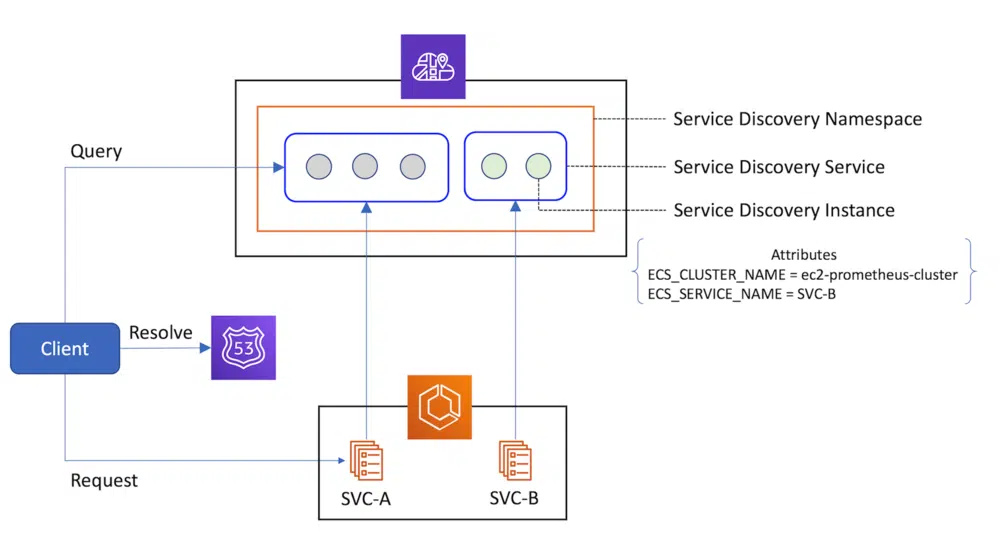 Query
Service Discovery Namespace
Service Discovery Service
Service Discovery Instance
Attributes
ECS_CLUSTER_NAME = ec2-prometheus-cluster
ECS_SERVICE_NAME = SVC-B
Client
Resolve
53
Request
SVC-A
SVC-B